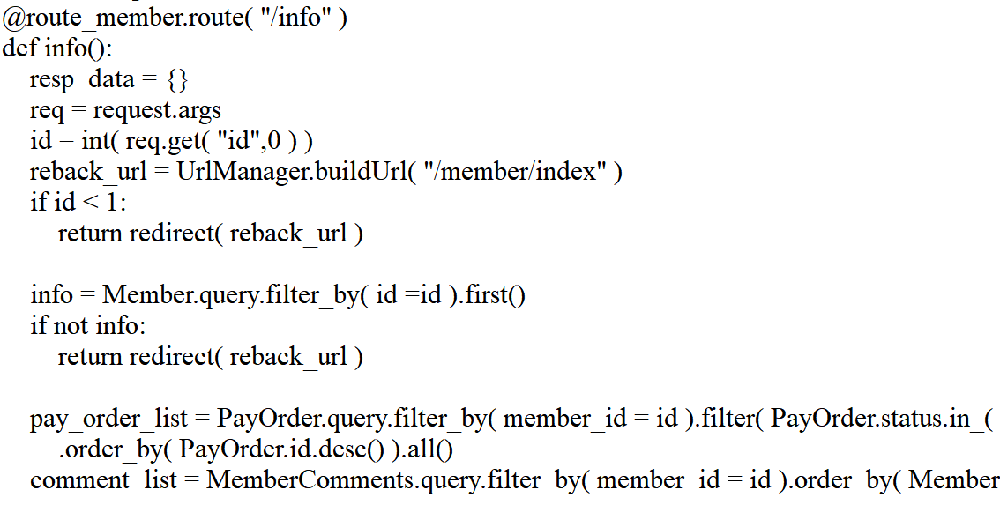 @route_member.route( "/info" )
def info():
resp_data = {}
req = request.args
id = int( req.get( "id",0 ) )
reback_url = UrlManager.buildUrl( "/member/index" )
if id < 1:
return redirect( reback_url )
info = Member.query.filter_by( id =id ).first()
if not info:
return redirect( reback_url )
pay_order_list = PayOrder.query.filter_by( member_id = id ).filter( PayOrder.status.in_(
.order_by( PayOrder.id.desc() ).all()
comment_list = MemberComments.query.filter_by( member_id = id ).order_by( Member